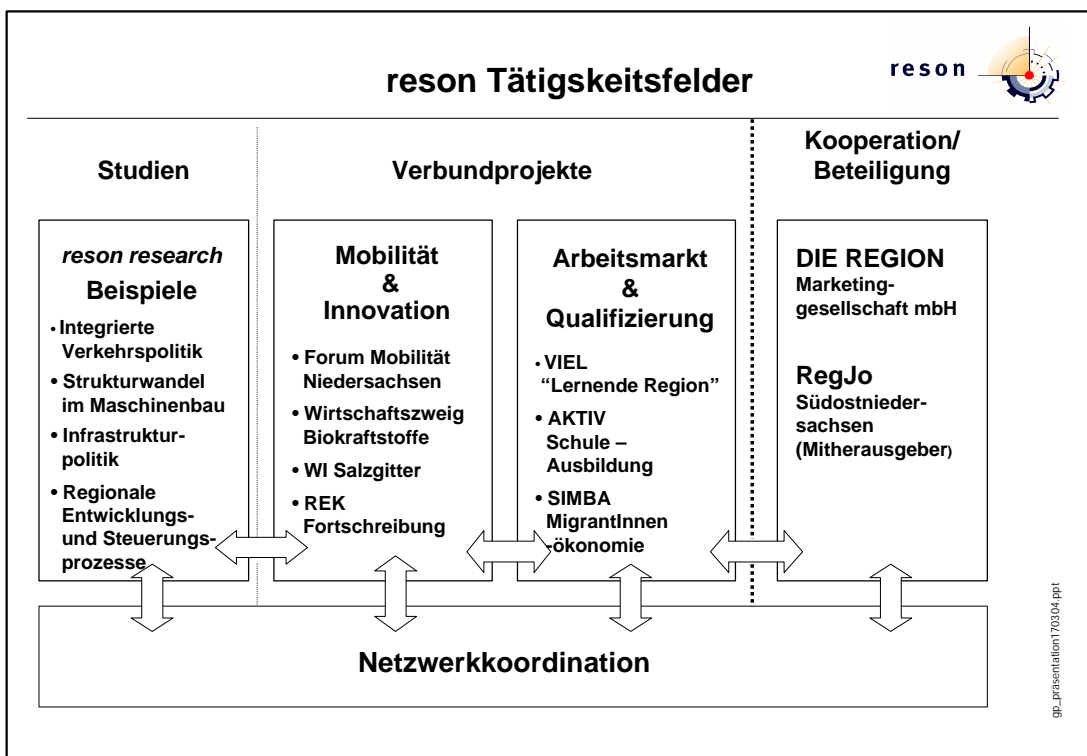 reson Tätigskeitsfelder
reson
Studien
Verbundprojekte
Kooperation/
Beteiligung
reson research
Beispiele
• Integrierte
Verkehrspolitik
• Strukturwandel
im Maschinenbau
• Infrastruktur-
politik
• Regionale
Entwicklungs-
und Steuerungs-
prozesse
Mobilität
&
Innovation
• Forum Mobilität
Niedersachsen
• Wirtschaftszweig
Biokraftstoffe
• WI Salzgitter
• REK
Fortschreibung
Arbeitsmarkt
&
Qualifizierung
• VIEL
“Lernende Region”
• AKTIV
Schule –
Ausbildung
• SIMBA
MigrantInnen
-ökonomie
DIE REGION
Marketing-
gesellschaft mbH
RegJo
Südostnieder-
sachsen
(Mitherausgeber)
Netzwerkkoordination
gp_präsentation170304.ppt